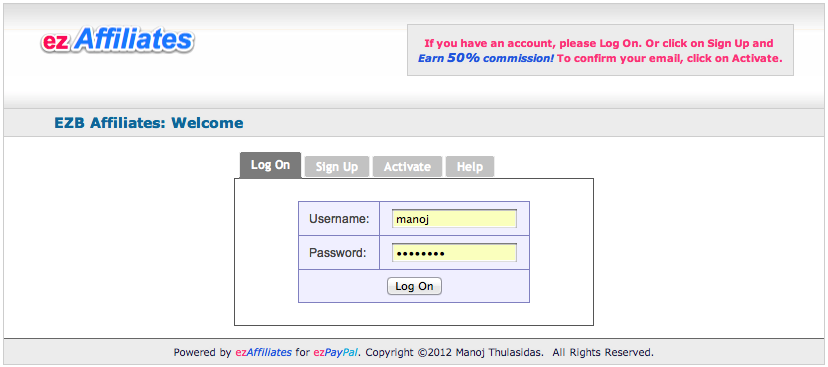 ez Affiliates
If you have an account, please Log On. Or click on Sign Up and
Earn 50% commission! To confirm your email, click on Activate.
EZB Affiliates: Welcome
Log On Sign Up Activate Help
Username: manoj
Password: ••••••••
Log On
Powered by ezAffiliates for ezPayPal. Copyright ©2012 Manoj Thulasidas. All Rights Reserved.